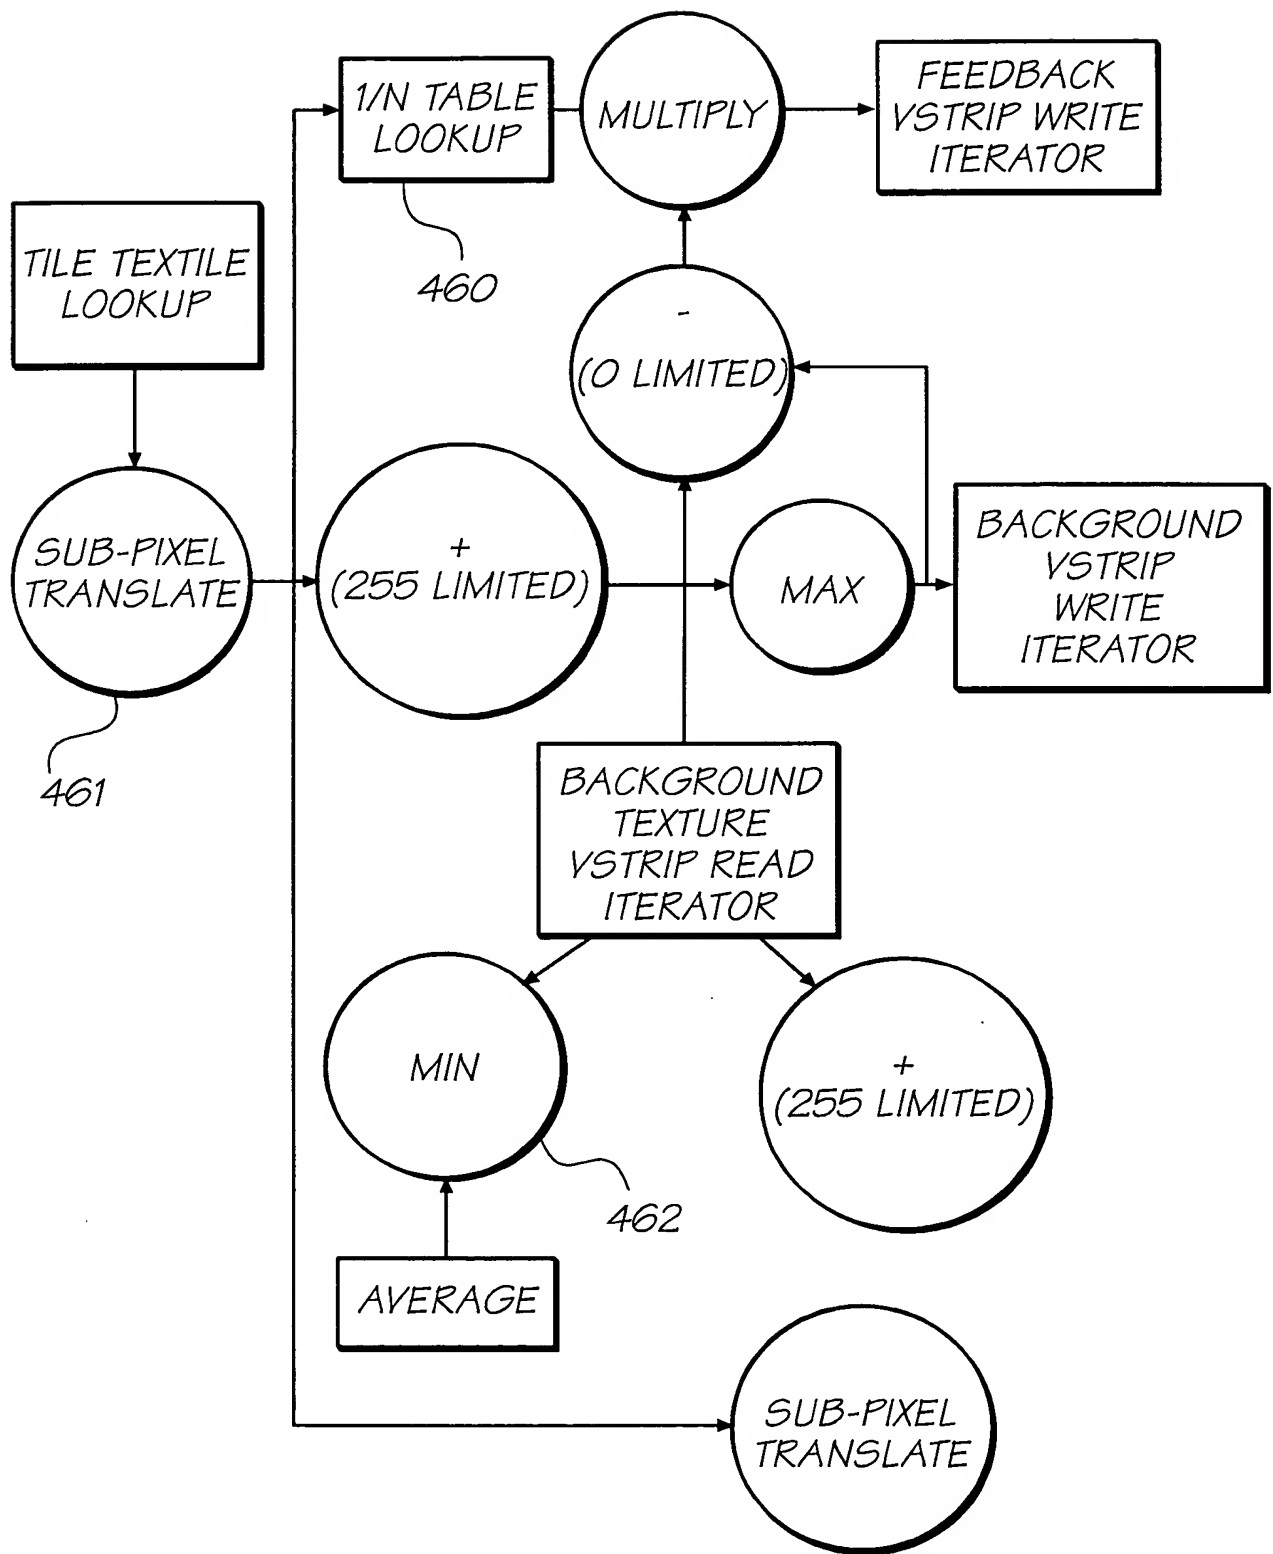 1/N TABLE
LOOKUP
MULTIPLY
FEEDBACK
VSTRIP WRITE
ITERATOR
460
TILE TEXTILE
LOOKUP
-
(0 LIMITED)
SUB-PIXEL
TRANSLATE
461
+
(255 LIMITED)
MAX
BACKGROUND
VSTRIP
WRITE
ITERATOR
BACKGROUND
TEXTURE
VSTRIP READ
ITERATOR
MIN
462
+
(255 LIMITED)
AVERAGE
SUB-PIXEL
TRANSLATE